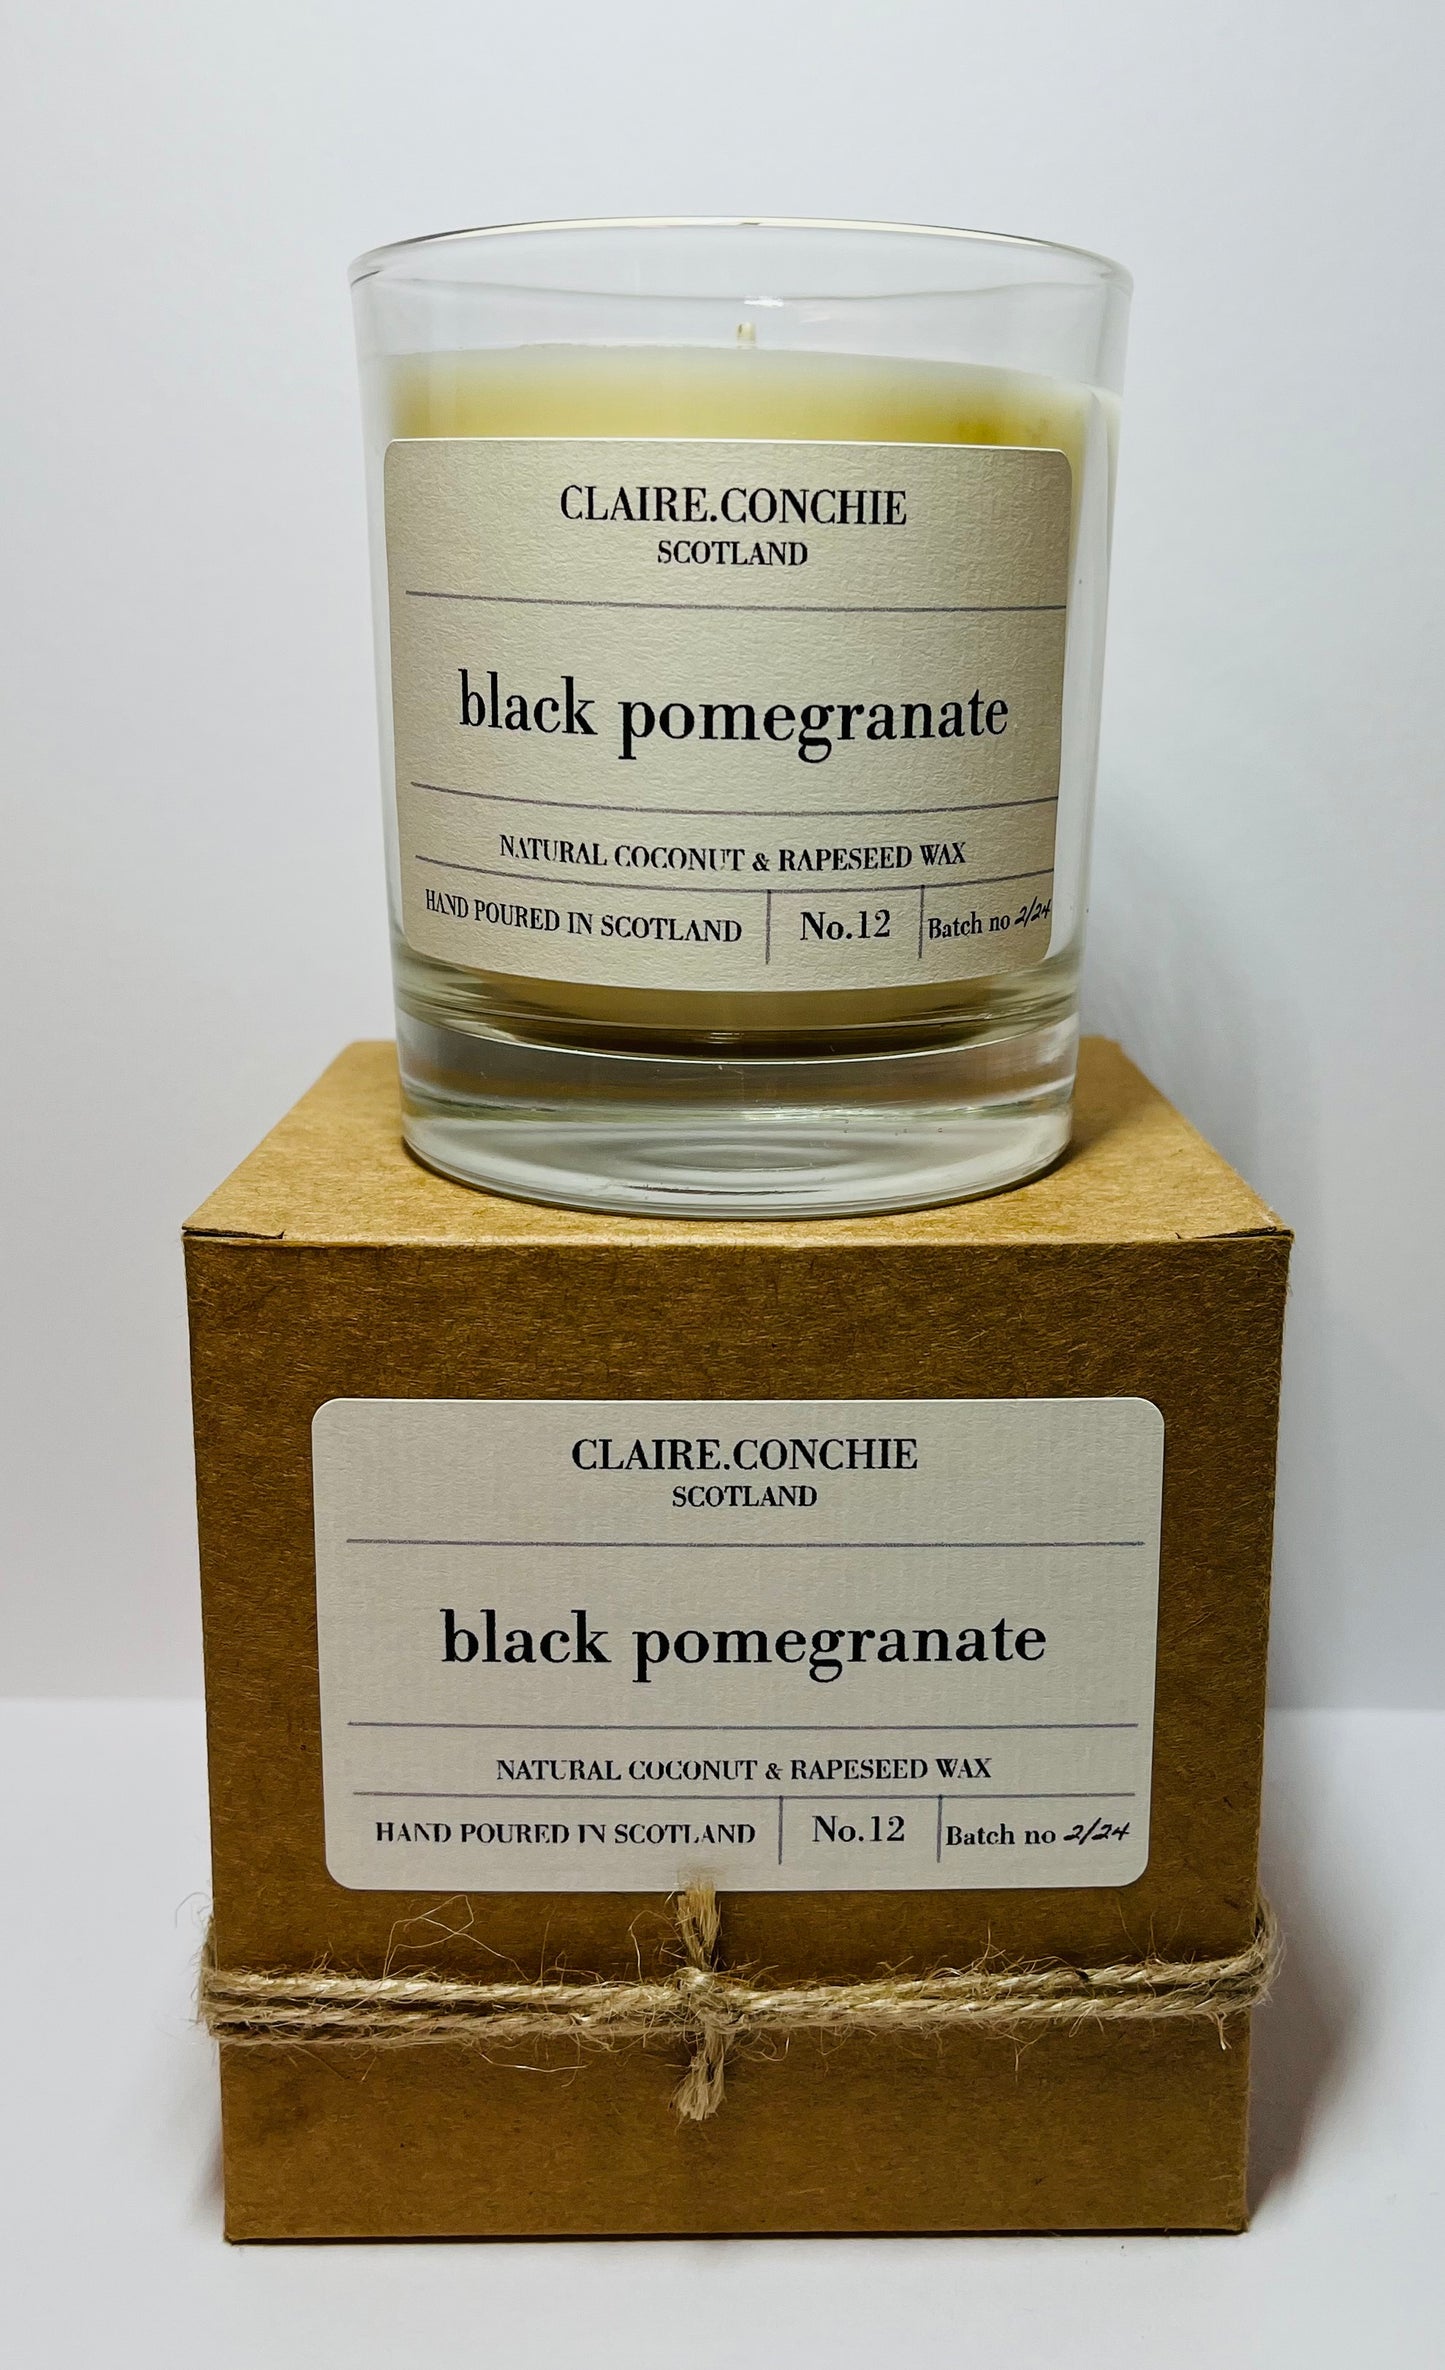 CLAIRE.CONCHIE
SCOTLAND
black pomegranate
NATURAL COCONUT & RAPESEED WAX
HAND POURED IN SCOTLAND No.12 Batch no 2/24
CLAIRE.CONCHIE
SCOTLAND
black pomegranate
NATURAL COCONUT & RAPESEED WAX
HAND POURED IN SCOTLAND No.12 Batch no 2/24